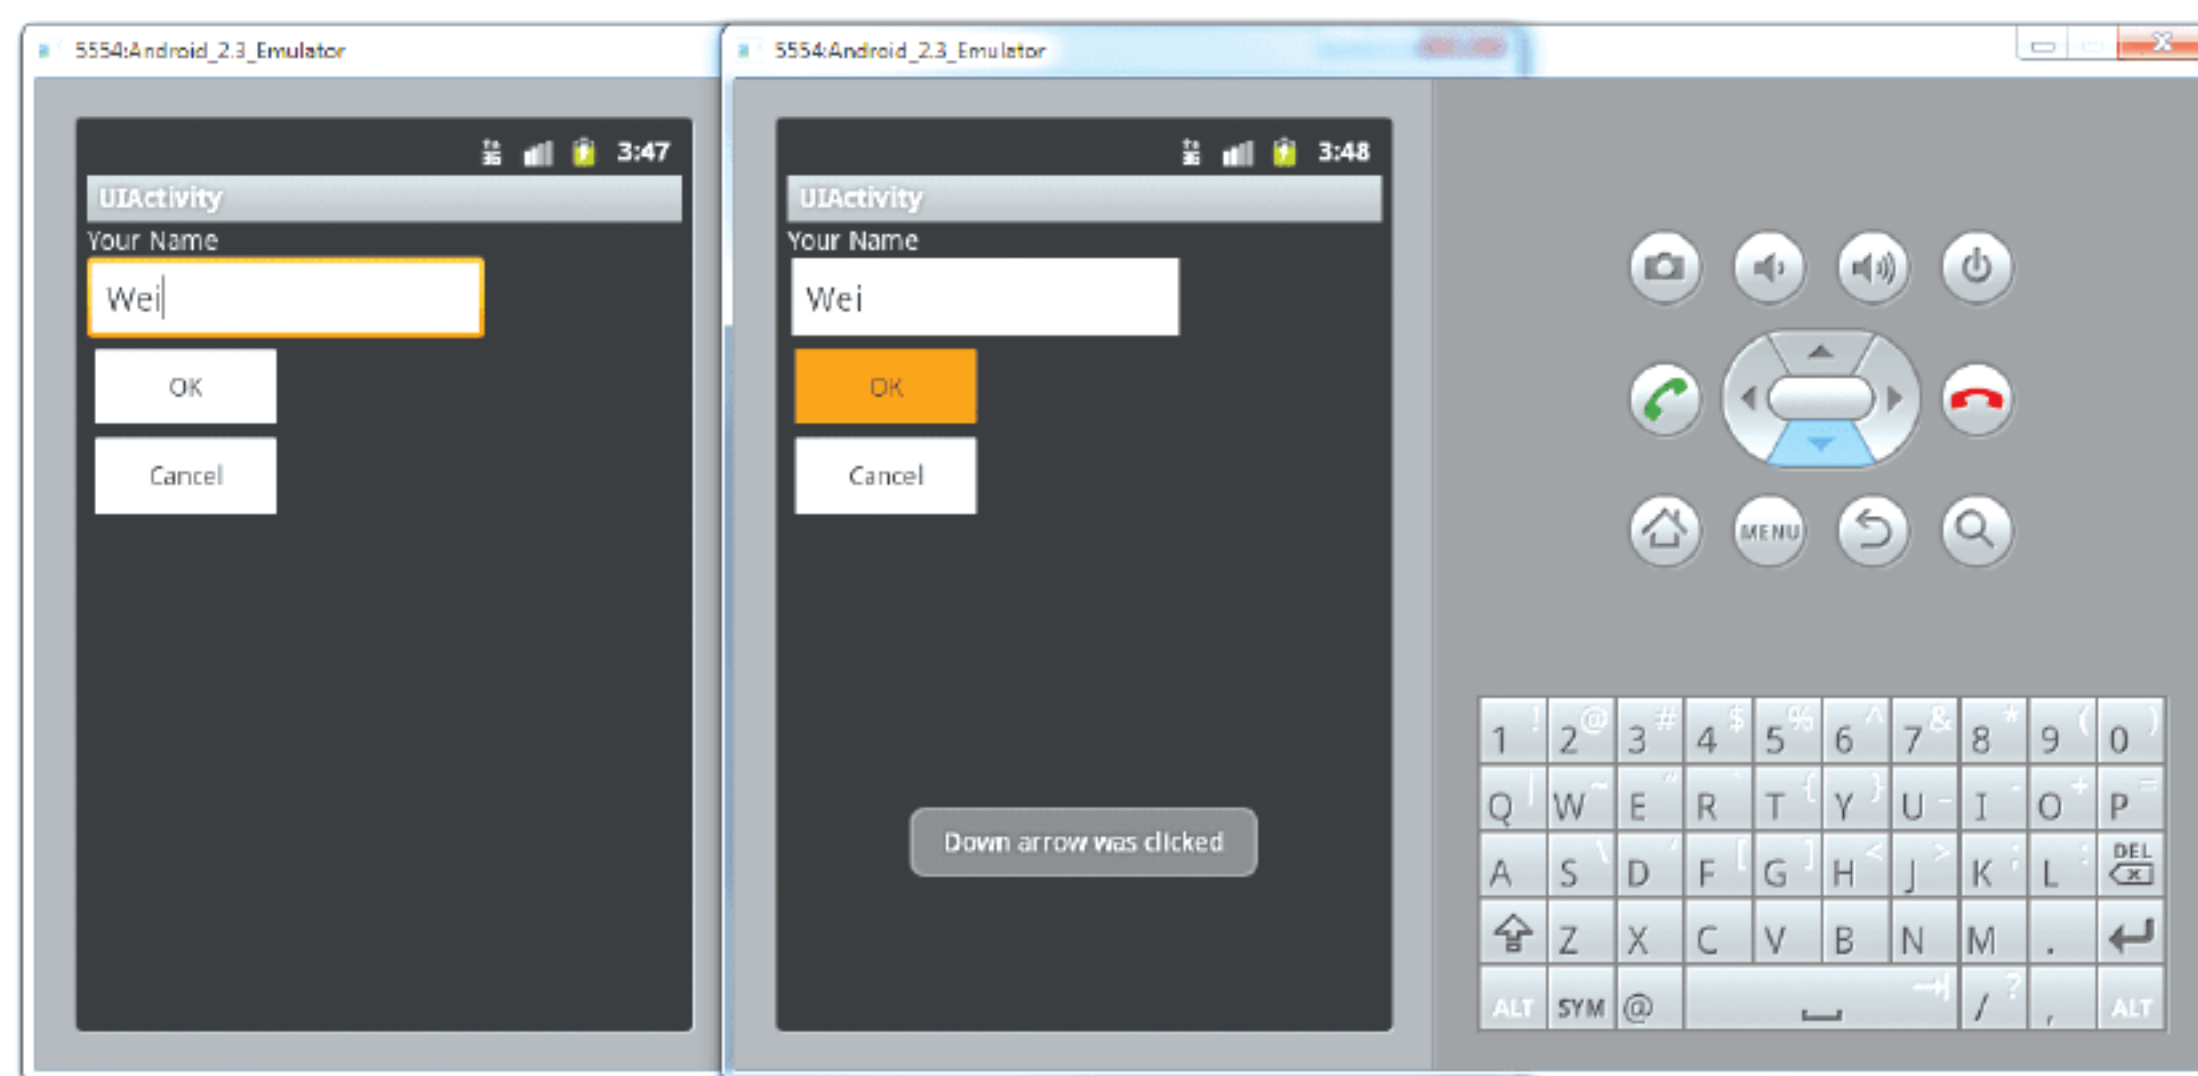 5554:Android_2.3_Emulator
3G 3:47
UIActivity
Your Name
Wei
OK
Cancel
5554:Android_2.3_Emulator
3G 3:48
UIActivity
Your Name
Wei
OK
Cancel
Down arrow was clicked
MENU
1 ! 2 @ 3 # 4 $ 5 % 6 ^ 7 & 8 * 9 ( 0 )
Q | W ~ E " R ` T { Y } U _ I - O + P =
A S \ D ' F [ G ] H < J > K ; L : DEL
Z X C V B N M .
ALT SYM @ / ? , ALT